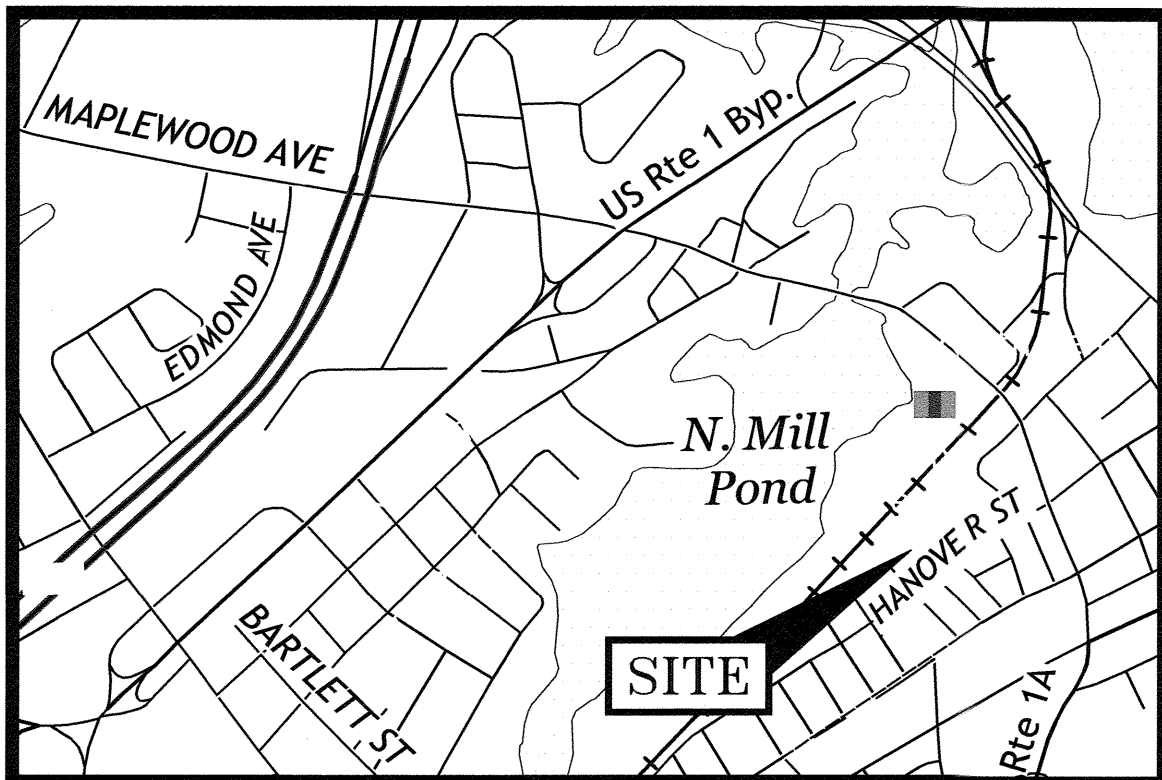 MAPLEWOOD AVE
US Rte 1 Byp.
EDMOND AVE
N. Mill
Pond
HANOVE R ST
BARTLETT ST
SITE
Rte 1A